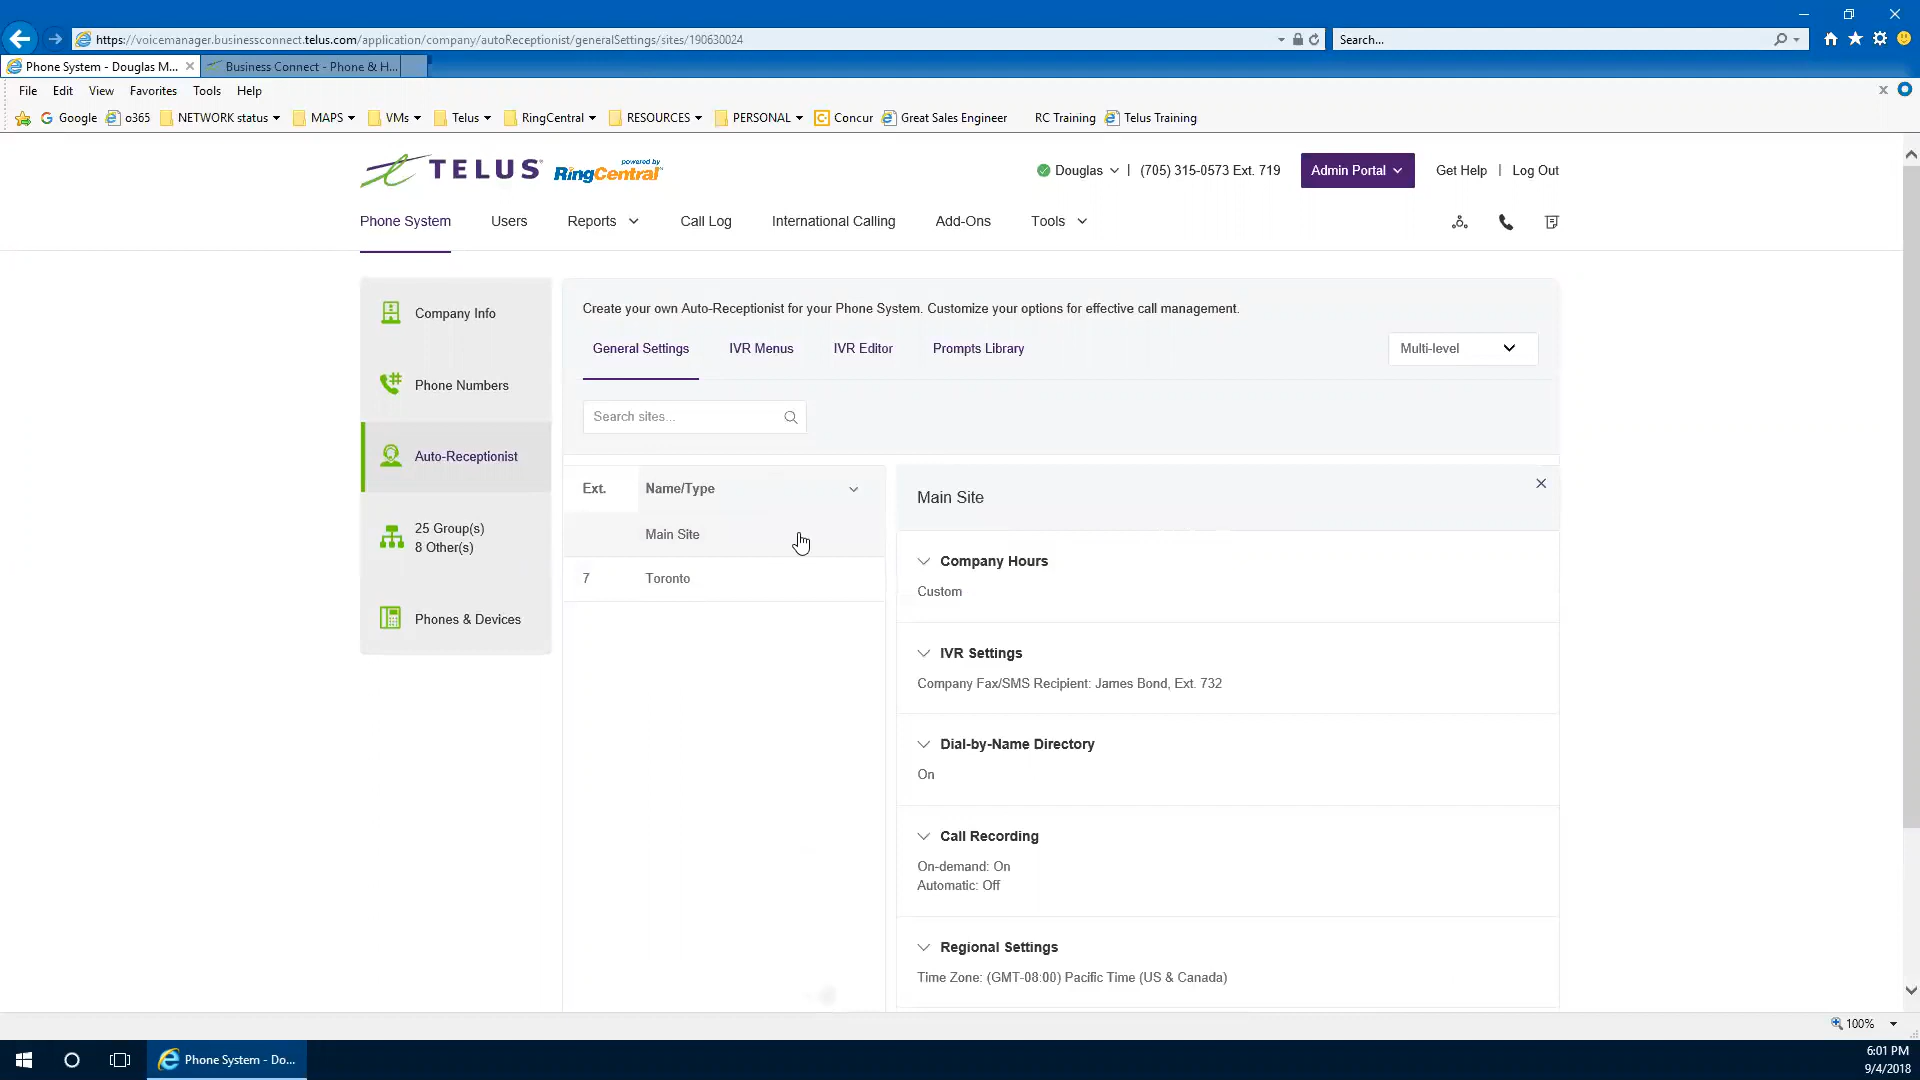 https://voicemanager.businessconnect.telus.com/application/company/autoReceptionist/generalSettings/sites/190630024
Search...
Phone System - Douglas M...
Business Connect - Phone & H...
File Edit View Favorites Tools Help
Google o365 NETWORK status MAPS VMs Telus RingCentral RESOURCES PERSONAL Concur Great Sales Engineer RC Training Telus Training
TELUS powered by RingCentral
Douglas | (705) 315-0573 Ext. 719 Admin Portal Get Help | Log Out
Phone System Users Reports Call Log International Calling Add-Ons Tools
Company Info
Phone Numbers
Auto-Receptionist
25 Group(s)
8 Other(s)
Phones & Devices
Create your own Auto-Receptionist for your Phone System. Customize your options for effective call management.
General Settings IVR Menus IVR Editor Prompts Library Multi-level
Search sites...
Ext. Name/Type
Main Site
7 Toronto
Main Site
Company Hours
Custom
IVR Settings
Company Fax/SMS Recipient: James Bond, Ext. 732
Dial-by-Name Directory
On
Call Recording
On-demand: On
Automatic: Off
Regional Settings
Time Zone: (GMT-08:00) Pacific Time (US & Canada)
100%
Phone System - Do...
6:01 PM
9/4/2018